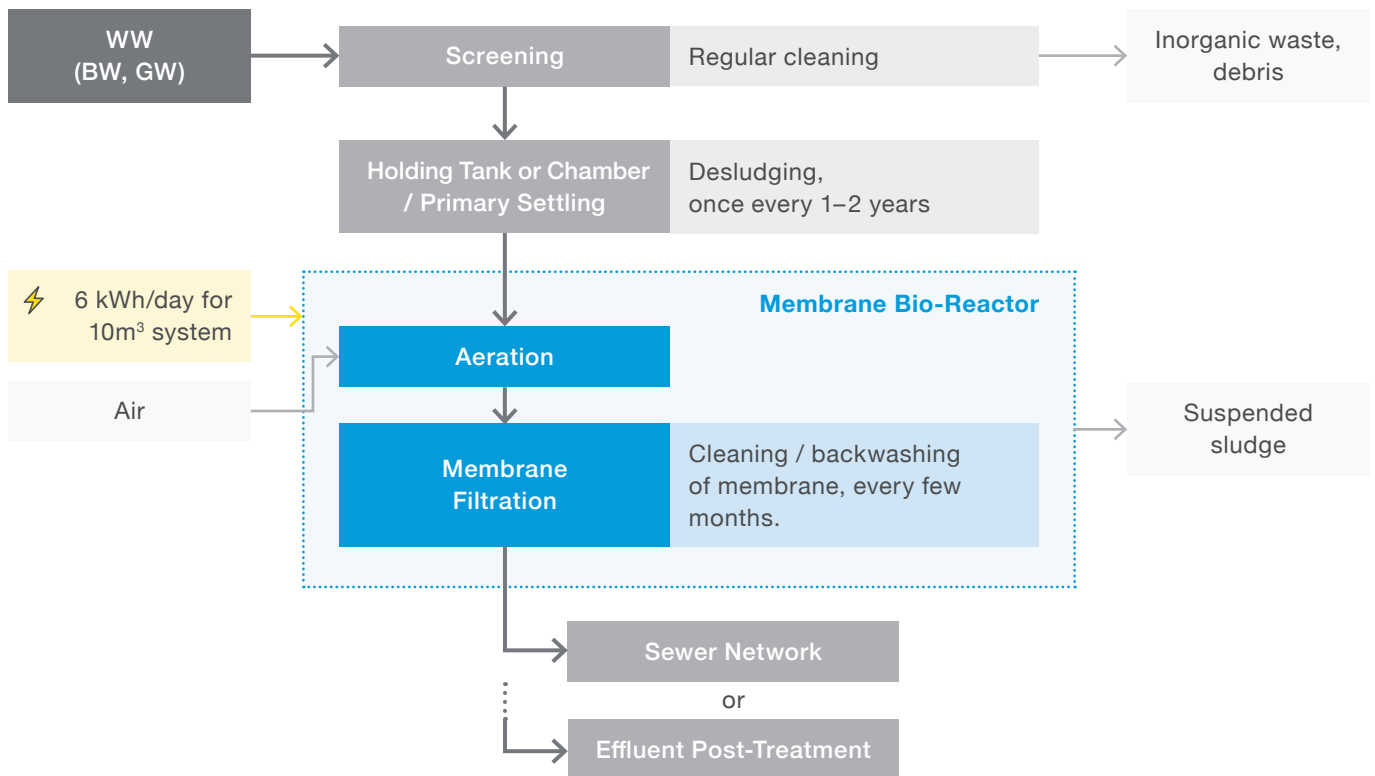 WW
(BW, GW)
Screening
Regular cleaning
Inorganic waste,
debris
Holding Tank or Chamber
/ Primary Settling
Desludging,
once every 1–2 years
6 kWh/day for
10m³ system
Membrane Bio-Reactor
Aeration
Air
Membrane
Filtration
Cleaning / backwashing
of membrane, every few
months.
Suspended
sludge
Sewer Network
or
Effluent Post-Treatment